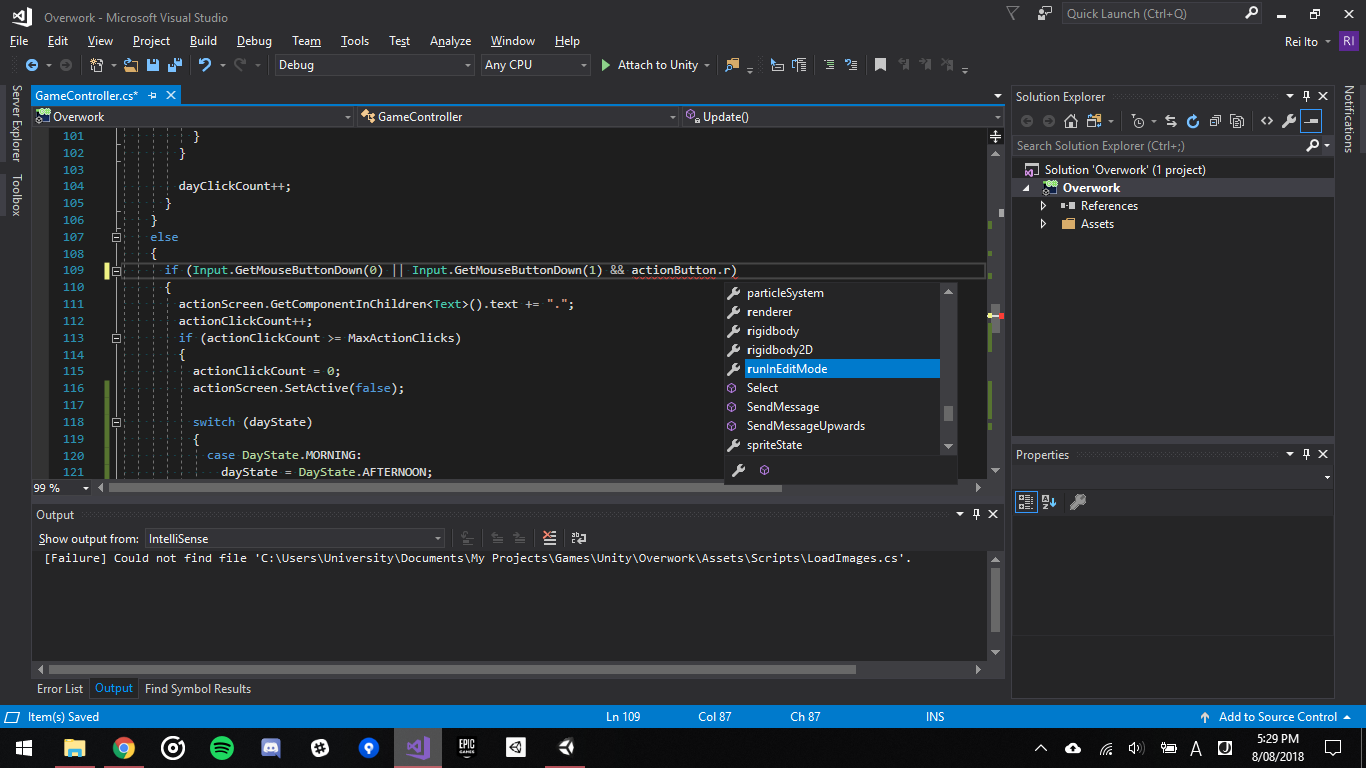 Overwork - Microsoft Visual Studio
Quick Launch (Ctrl+Q)
File Edit View Project Build Debug Team Tools Test Analyze Window Help
Rei Ito RI
Debug Any CPU Attach to Unity
Server Explorer
Toolbox
GameController.cs*
Overwork GameController Update()
101 }
102 }
103
104 dayClickCount++;
105 }
106 }
107 else
108 {
109 if (Input.GetMouseButtonDown(0) || Input.GetMouseButtonDown(1) && actionButton.r)
110 {
111 actionScreen.GetComponentInChildren<Text>().text += ".";
112 actionClickCount++;
113 if (actionClickCount >= MaxActionClicks)
114 {
115 actionClickCount = 0;
116 actionScreen.SetActive(false);
117
118 switch (dayState)
119 {
120 case DayState.MORNING:
121 dayState = DayState.AFTERNOON;
particleSystem
renderer
rigidbody
rigidbody2D
runInEditMode
Select
SendMessage
SendMessageUpwards
spriteState
99 %
Output
Show output from: IntelliSense
[Failure] Could not find file 'C:\Users\University\Documents\My Projects\Games\Unity\Overwork\Assets\Scripts\LoadImages.cs'.
Error List Output Find Symbol Results
Solution Explorer
Search Solution Explorer (Ctrl+;)
Solution 'Overwork' (1 project)
Overwork
References
Assets
Properties
Notifications
Item(s) Saved Ln 109 Col 87 Ch 87 INS Add to Source Control
EPIC GAMES
A
5:29 PM
8/08/2018